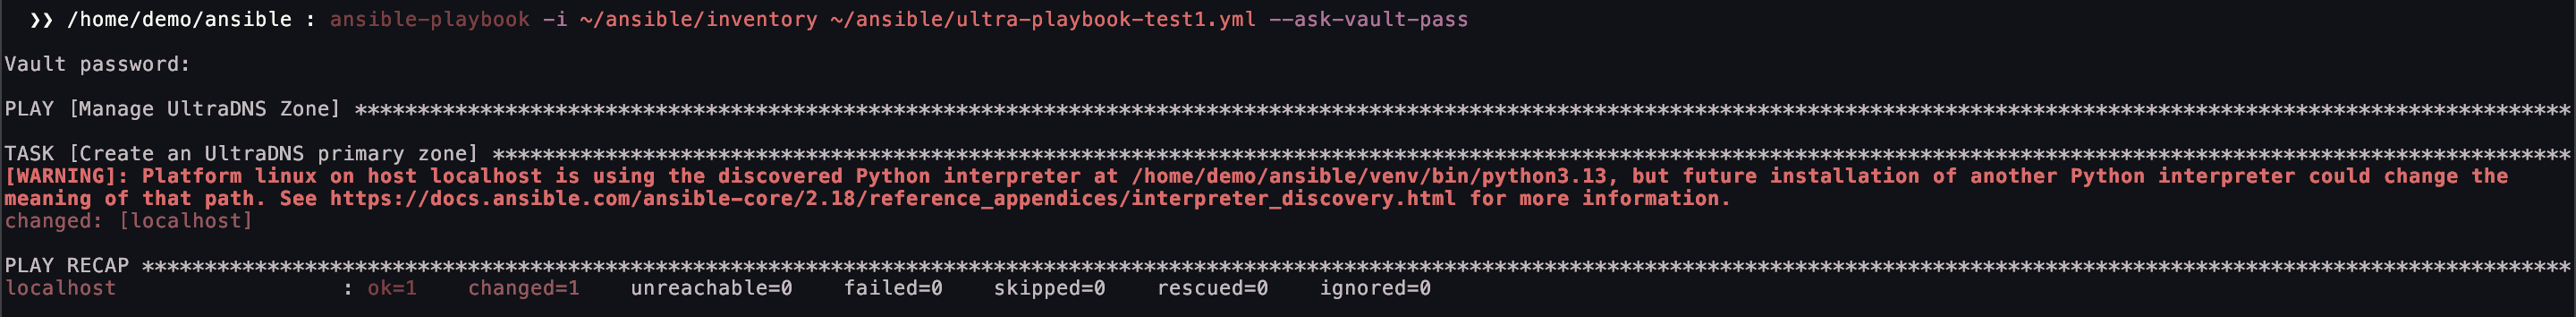 ❯❯ /home/demo/ansible : ansible-playbook -i ~/ansible/inventory ~/ansible/ultra-playbook-test1.yml --ask-vault-pass
Vault password:
PLAY [Manage UltraDNS Zone] ****************************************************************************************************************************************************************
TASK [Create an UltraDNS primary zone] *****************************************************************************************************************************************************
[WARNING]: Platform linux on host localhost is using the discovered Python interpreter at /home/demo/ansible/venv/bin/python3.13, but future installation of another Python interpreter could change the
meaning of that path. See https://docs.ansible.com/ansible-core/2.18/reference_appendices/interpreter_discovery.html for more information.
changed: [localhost]
PLAY RECAP *********************************************************************************************************************************************************************************
localhost                  : ok=1    changed=1    unreachable=0    failed=0    skipped=0    rescued=0    ignored=0